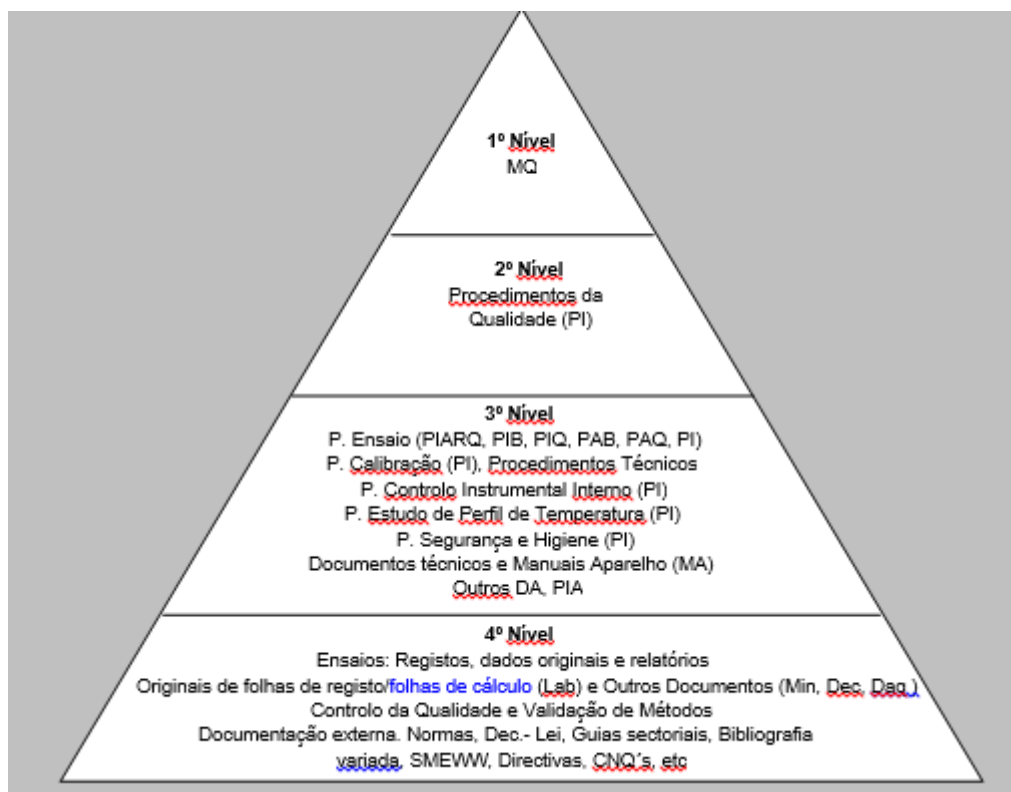 1º Nível
MQ
2º Nível
Procedimentos da
Qualidade (PI)
3º Nível
P. Ensaio (PIARQ, PIB, PIQ, PAB, PAQ, PI)
P. Calibração (PI), Procedimentos Técnicos
P. Controlo Instrumental Interno (PI)
P. Estudo de Perfil de Temperatura (PI)
P. Segurança e Higiene (PI)
Documentos técnicos e Manuais Aparelho (MA)
Outros DA, PIA
4º Nível
Ensaios: Registos, dados originais e relatórios
Originais de folhas de registo/folhas de cálculo (Lab) e Outros Documentos (Min, Dec, Daq.)
Controlo da Qualidade e Validação de Métodos
Documentação externa. Normas, Dec.- Lei, Guias sectoriais, Bibliografia
variada, SMEWW, Directivas, CNQ´s, etc